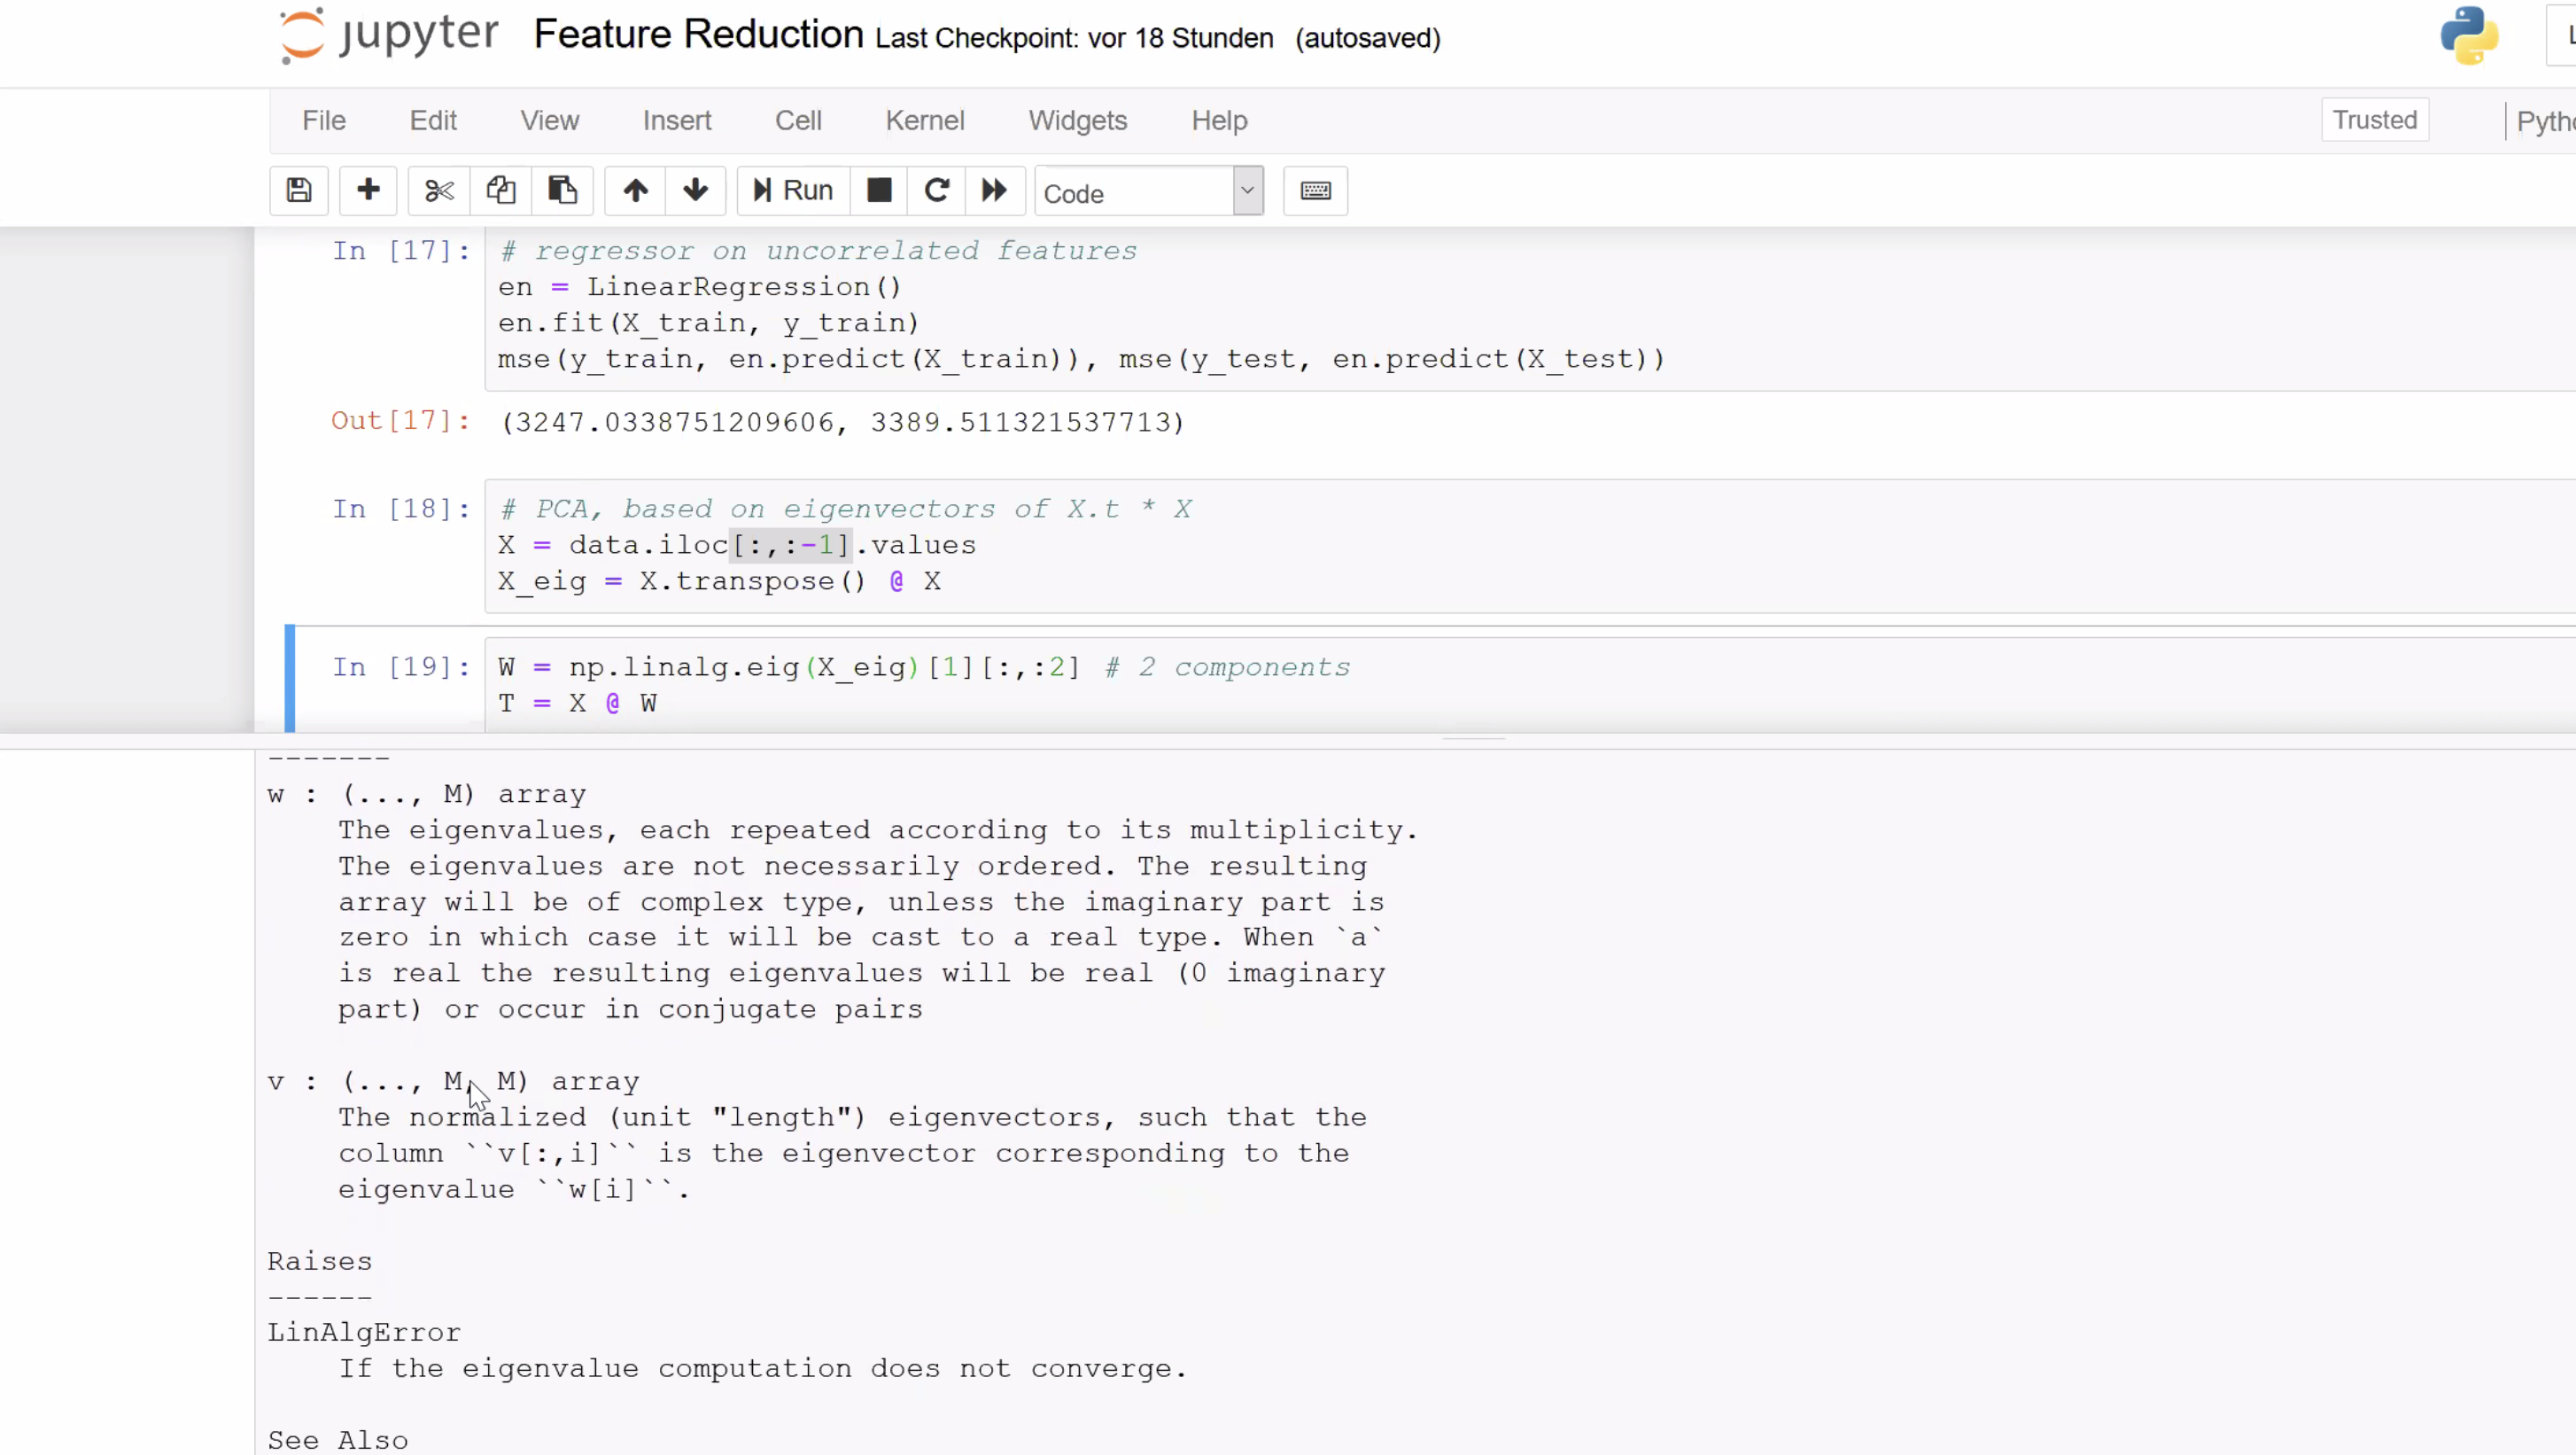 jupyter Feature Reduction Last Checkpoint: vor 18 Stunden (autosaved)
File Edit View Insert Cell Kernel Widgets Help Trusted
Run Code
In [17]: # regressor on uncorrelated features
en = LinearRegression()
en.fit(X_train, y_train)
mse(y_train, en.predict(X_train)), mse(y_test, en.predict(X_test))
Out[17]: (3247.0338751209606, 3389.511321537713)
In [18]: # PCA, based on eigenvectors of X.t * X
X = data.iloc[:,:-1].values
X_eig = X.transpose() @ X
In [19]: W = np.linalg.eig(X_eig)[1][:,:2] # 2 components
T = X @ W
-------
w : (..., M) array
The eigenvalues, each repeated according to its multiplicity.
The eigenvalues are not necessarily ordered. The resulting
array will be of complex type, unless the imaginary part is
zero in which case it will be cast to a real type. When `a`
is real the resulting eigenvalues will be real (0 imaginary
part) or occur in conjugate pairs
v : (..., M, M) array
The normalized (unit "length") eigenvectors, such that the
column ``v[:,i]`` is the eigenvector corresponding to the
eigenvalue ``w[i]``.
Raises
------
LinAlgError
If the eigenvalue computation does not converge.
See Also